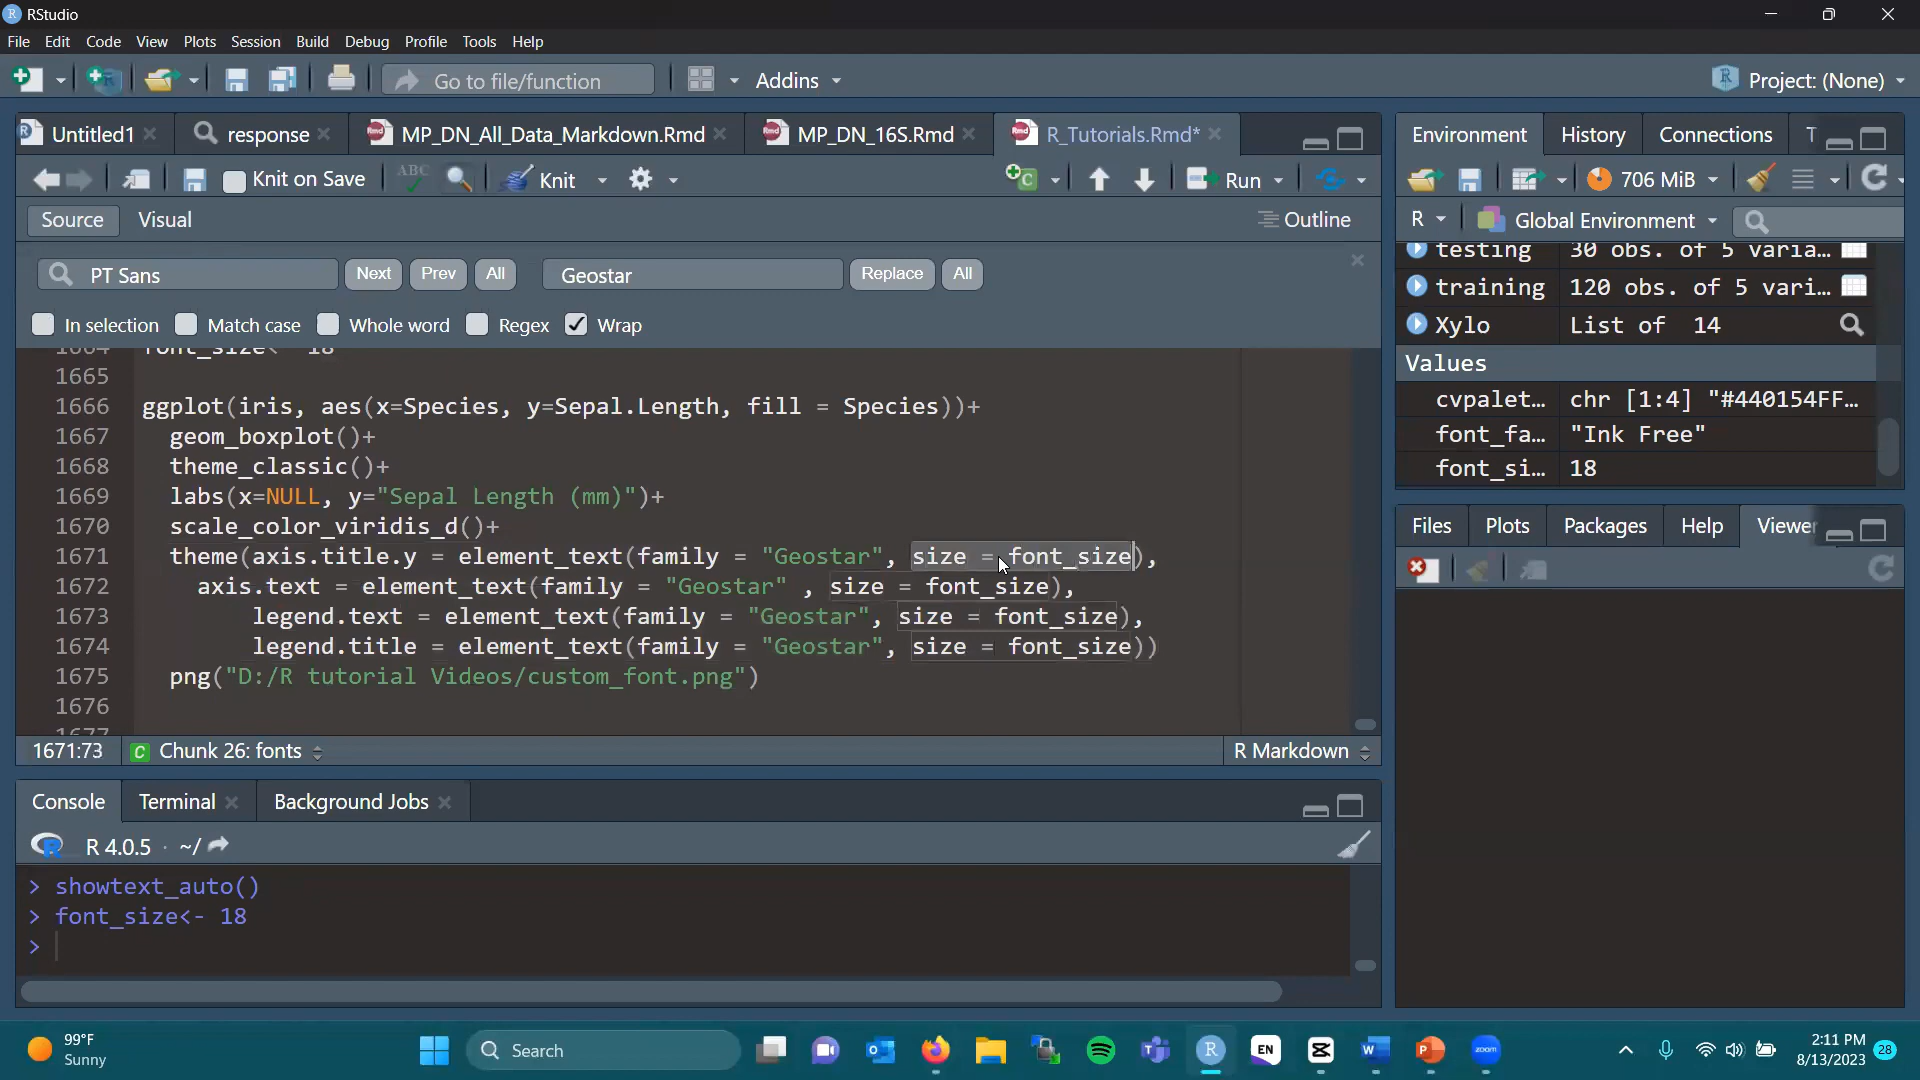 RStudio
File Edit Code View Plots Session Build Debug Profile Tools Help
Go to file/function Addins Project: (None)
Untitled1 response MP_DN_All_Data_Markdown.Rmd MP_DN_16S.Rmd R_Tutorials.Rmd*
Knit on Save ABC Knit Run
Source Visual Outline
PT Sans Next Prev All Geostar Replace All
In selection Match case Whole word Regex Wrap
1664 font_size<- 18
1665
1666 ggplot(iris, aes(x=Species, y=Sepal.Length, fill = Species))+
1667 geom_boxplot()+
1668 theme_classic()+
1669 labs(x=NULL, y="Sepal Length (mm)")+
1670 scale_color_viridis_d()+
1671 theme(axis.title.y = element_text(family = "Geostar", size = font_size),
1672 axis.text = element_text(family = "Geostar" , size = font_size),
1673 legend.text = element_text(family = "Geostar", size = font_size),
1674 legend.title = element_text(family = "Geostar", size = font_size))
1675 png("D:/R tutorial Videos/custom_font.png")
1676
1677
1671:73 C Chunk 26: fonts R Markdown
Console Terminal Background Jobs
R 4.0.5 · ~/
> showtext_auto()
> font_size<- 18
>
Environment History Connections T
706 MiB
R Global Environment
testing 30 obs. of 5 varia…
training 120 obs. of 5 vari…
Xylo List of 14
Values
cvpalet… chr [1:4] "#440154FF…
font_fa… "Ink Free"
font_si… 18
Files Plots Packages Help Viewer
99°F
Sunny
Search
EN
zoom
2:11 PM
8/13/2023
28